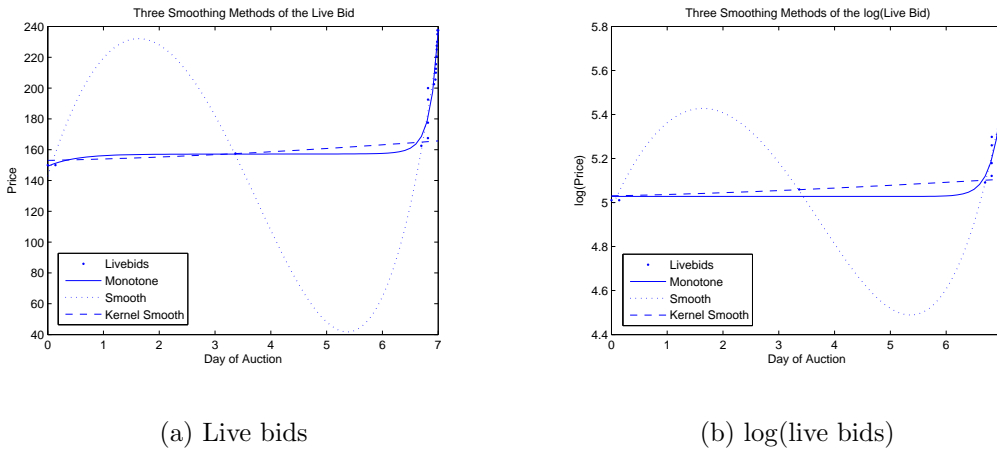 Three Smoothing Methods of the Live Bid
240
220
200
180
160
140
120
100
80
60
40
Price
Livebids
Monotone
Smooth
Kernel Smooth
0 1 2 3 4 5 6 7
Day of Auction
(a) Live bids
Three Smoothing Methods of the log(Live Bid)
5.8
5.6
5.4
5.2
5
4.8
4.6
4.4
log(Price)
Livebids
Monotone
Smooth
Kernel Smooth
0 1 2 3 4 5 6
Day of Auction
(b) log(live bids)